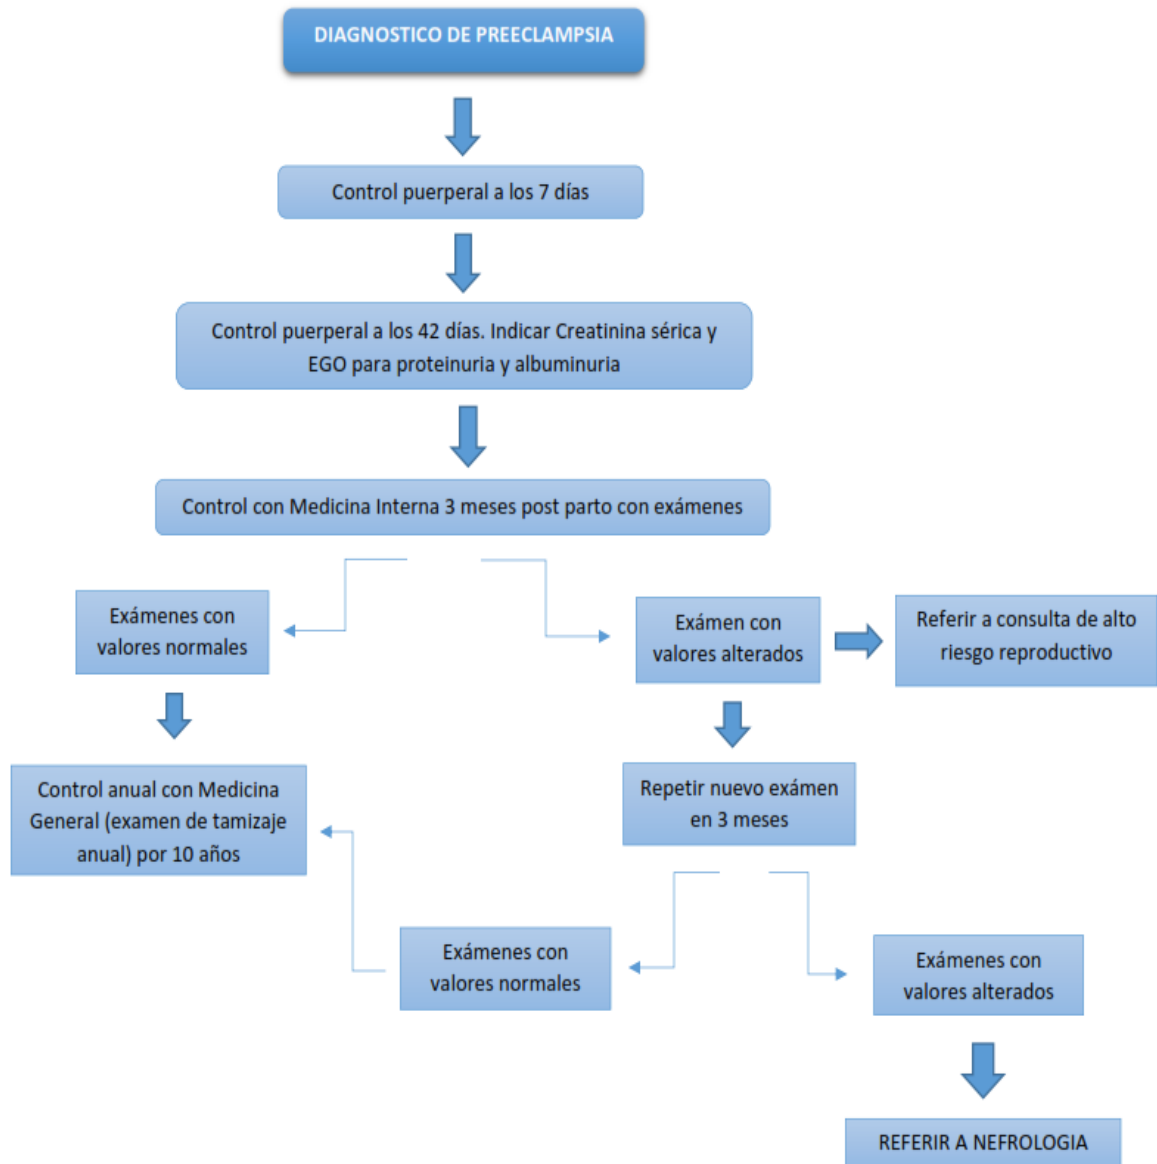 DIAGNOSTICO DE PREECLAMPSIA
Control puerperal a los 7 días
Control puerperal a los 42 días. Indicar Creatinina sérica y
EGO para proteinuria y albuminuria
Control con Medicina Interna 3 meses post parto con exámenes
Exámenes con
valores normales
Exámen con
valores alterados
Referir a consulta de alto
riesgo reproductivo
Control anual con Medicina
General (examen de tamizaje
anual) por 10 años
Repetir nuevo exámen
en 3 meses
Exámenes con
valores normales
Exámenes con
valores alterados
REFERIR A NEFROLOGIA